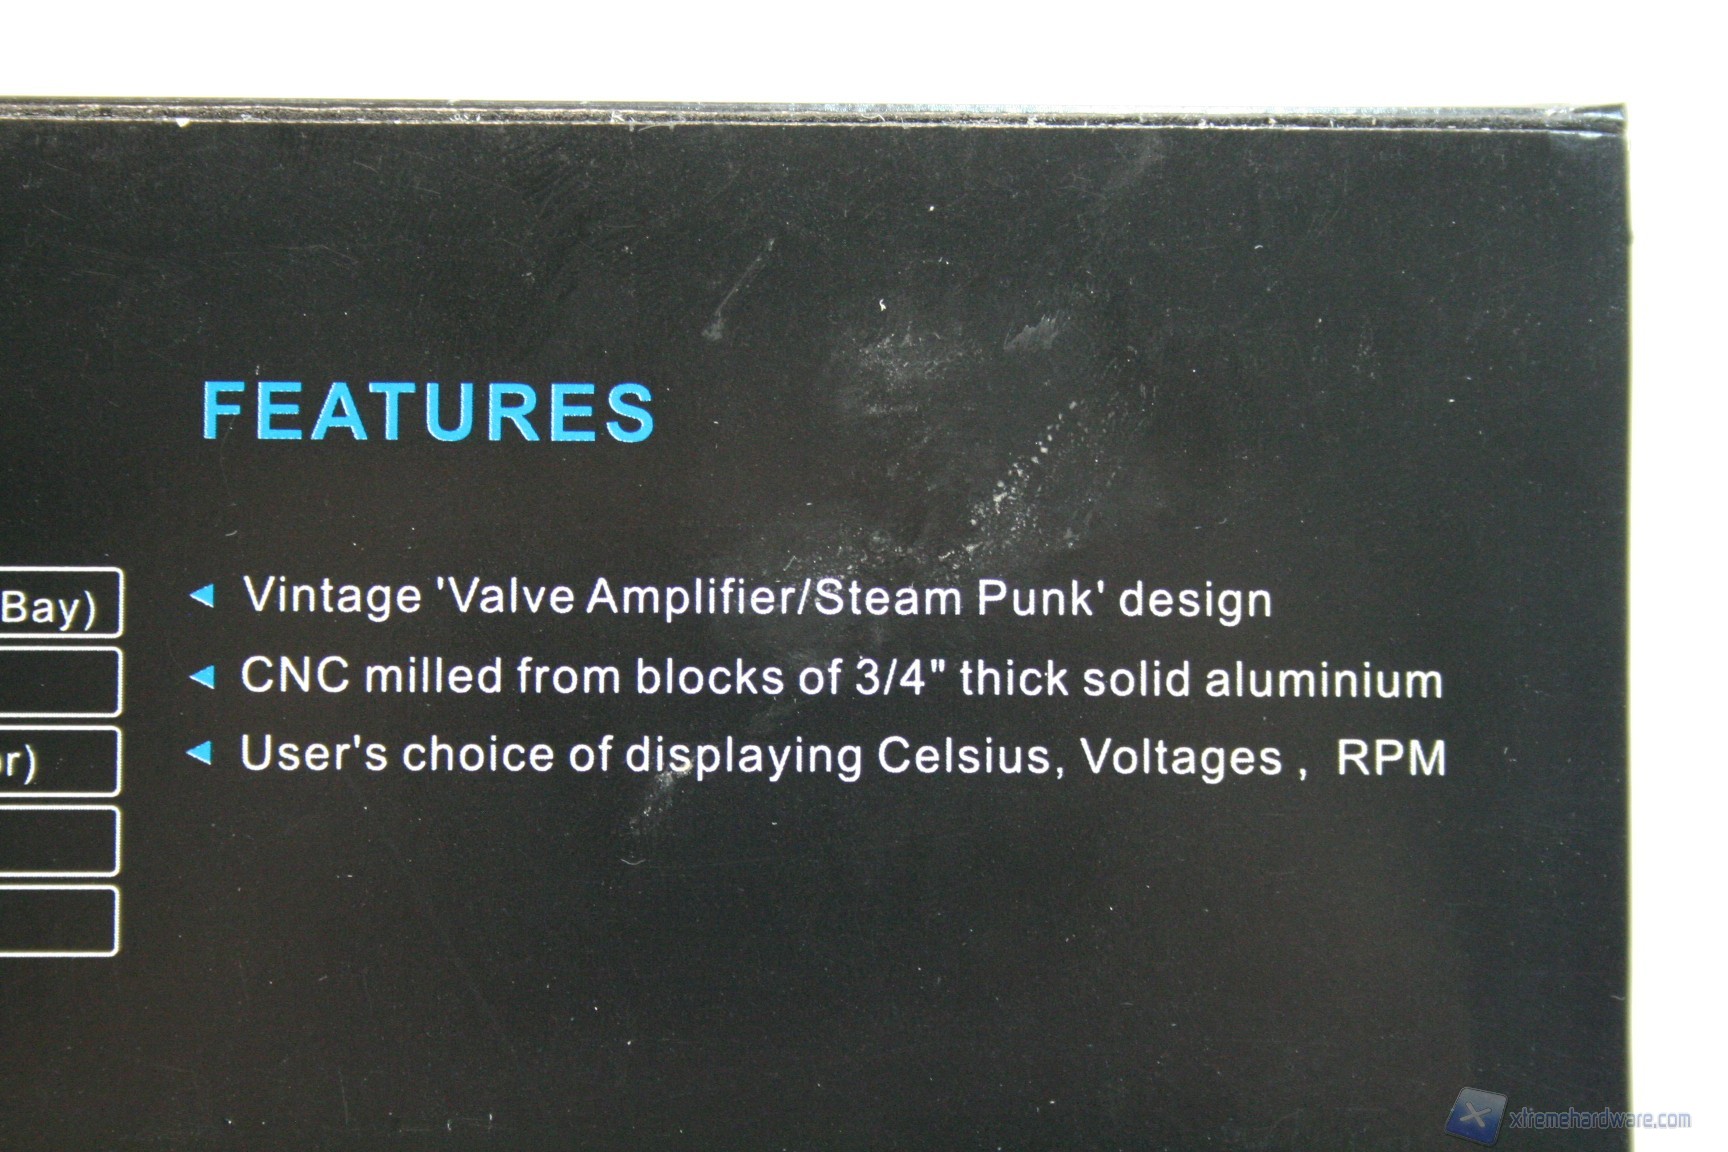 FEATURES
Bay)
Vintage 'Valve Amplifier/Steam Punk' design
CNC milled from blocks of 3/4" thick solid aluminium
or)
User's choice of displaying Celsius, Voltages , RPM
xtremehardware.com